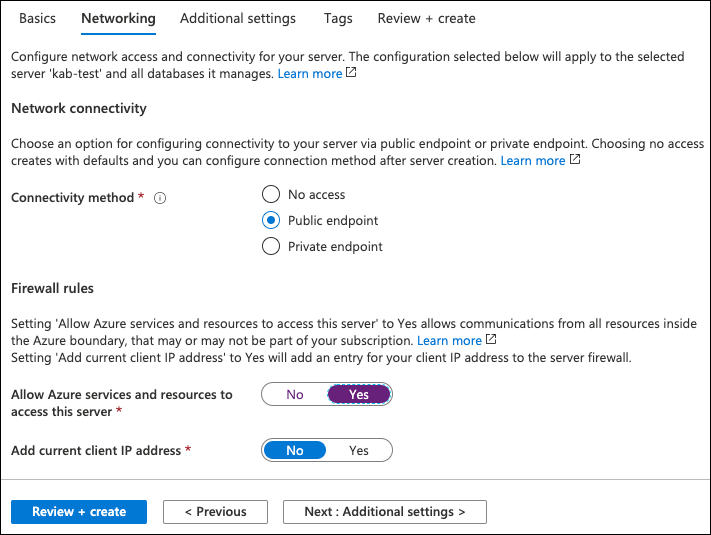 Basics Networking Additional settings Tags Review + create
Configure network access and connectivity for your server. The configuration selected below will apply to the selected
server 'kab-test' and all databases it manages. Learn more
Network connectivity
Choose an option for configuring connectivity to your server via public endpoint or private endpoint. Choosing no access
creates with defaults and you can configure connection method after server creation. Learn more
Connectivity method *
No access
Public endpoint
Private endpoint
Firewall rules
Setting 'Allow Azure services and resources to access this server' to Yes allows communications from all resources inside
the Azure boundary, that may or may not be part of your subscription. Learn more
Setting 'Add current client IP address' to Yes will add an entry for your client IP address to the server firewall.
Allow Azure services and resources to
access this server *
No Yes
Add current client IP address * No Yes
Review + create < Previous Next : Additional settings >